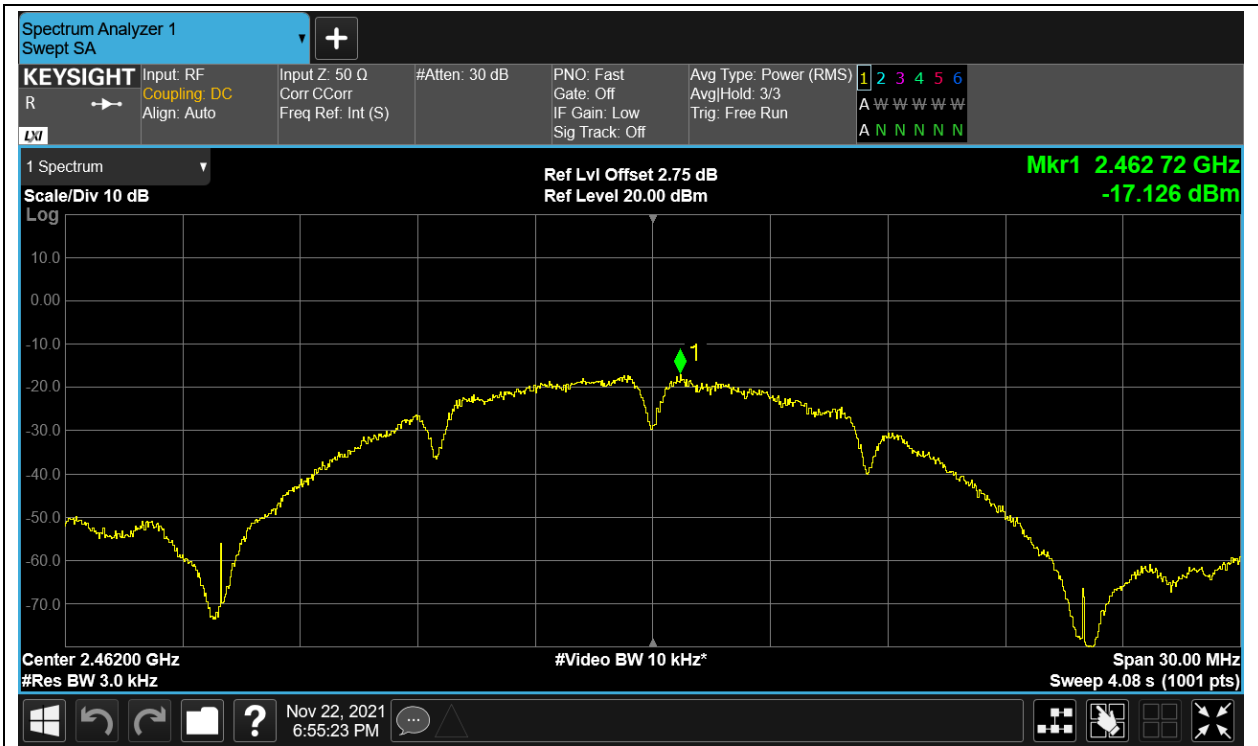 Spectrum Analyzer 1
Swept SA
KEYSIGHT
R
LXI
Input: RF
Coupling: DC
Align: Auto
Input Z: 50 Ω
Corr CCorr
Freq Ref: Int (S)
#Atten: 30 dB
PNO: Fast
Gate: Off
IF Gain: Low
Sig Track: Off
Avg Type: Power (RMS)
Avg|Hold: 3/3
Trig: Free Run
1 2 3 4 5 6
A W W W W W
A N N N N N
1 Spectrum
Scale/Div 10 dB
Ref Lvl Offset 2.75 dB
Ref Level 20.00 dBm
Mkr1 2.462 72 GHz
-17.126 dBm
Log
10.0
0.00
-10.0
1
-20.0
-30.0
-40.0
-50.0
-60.0
-70.0
Center 2.46200 GHz
#Res BW 3.0 kHz
#Video BW 10 kHz*
Span 30.00 MHz
Sweep 4.08 s (1001 pts)
?
Nov 22, 2021
6:55:23 PM